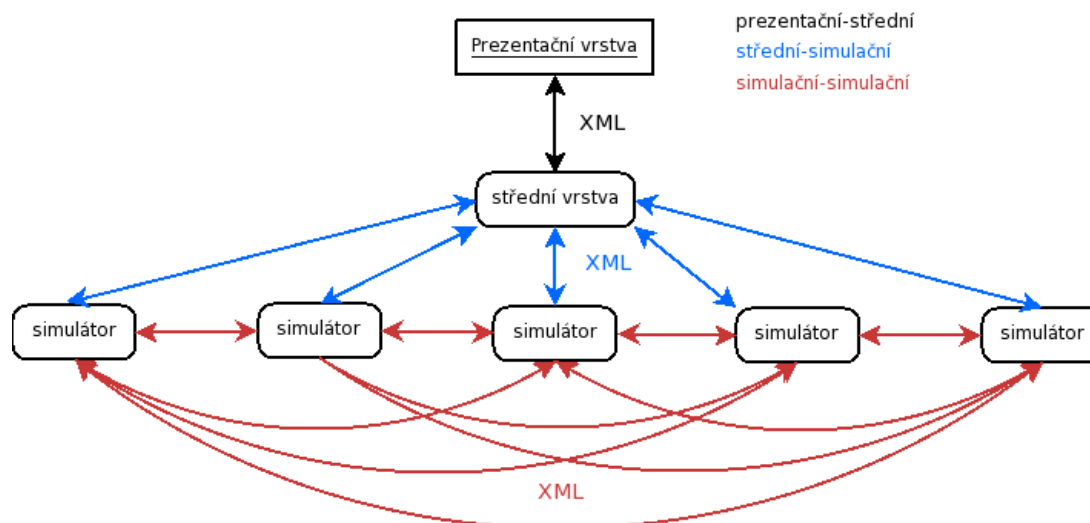 prezentační-střední
střední-simulační
simulační-simulační
Prezentační vrstva
XML
střední vrstva
XML
simulátor
simulátor
simulátor
simulátor
simulátor
XML